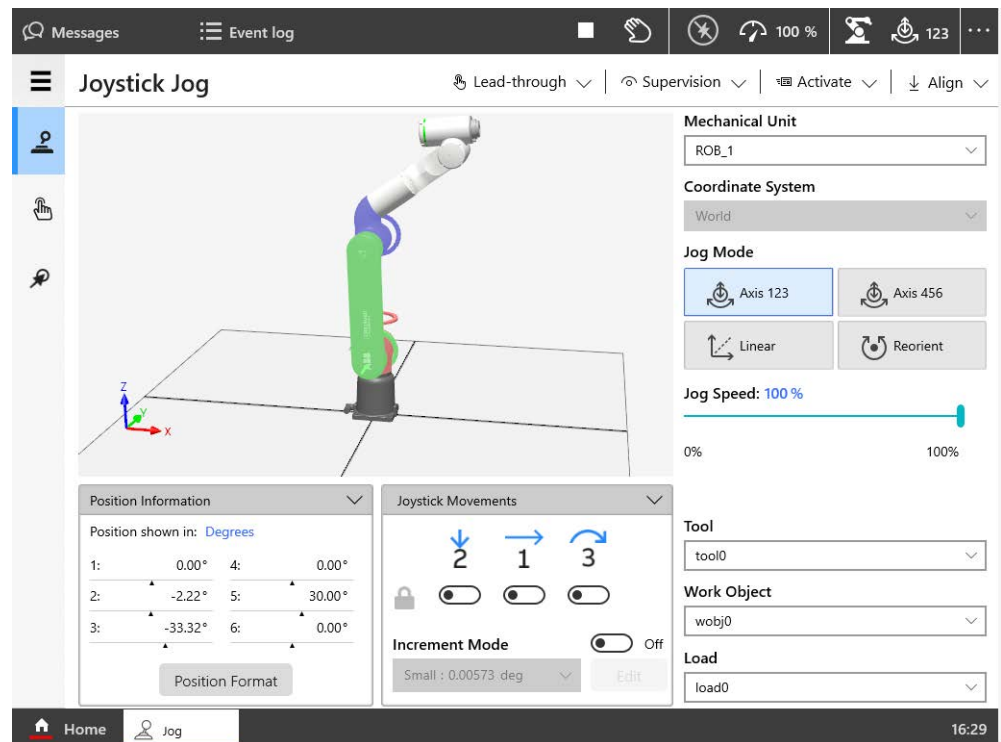 Messages
Event log
100 %
123
Joystick Jog
Lead-through
Supervision
Activate
Align
Mechanical Unit
ROB_1
Coordinate System
World
Jog Mode
Axis 123
Axis 456
Linear
Reorient
Jog Speed: 100 %
0%
100%
Tool
tool0
Work Object
wobj0
Load
load0
ABB
Z
Y
X
Position Information
Position shown in: Degrees
1: 0.00° 4: 0.00°
2: -2.22° 5: 30.00°
3: -33.32° 6: 0.00°
Position Format
Joystick Movements
2 1 3
Increment Mode
Off
Small : 0.00573 deg
Edit
Home
Jog
16:29